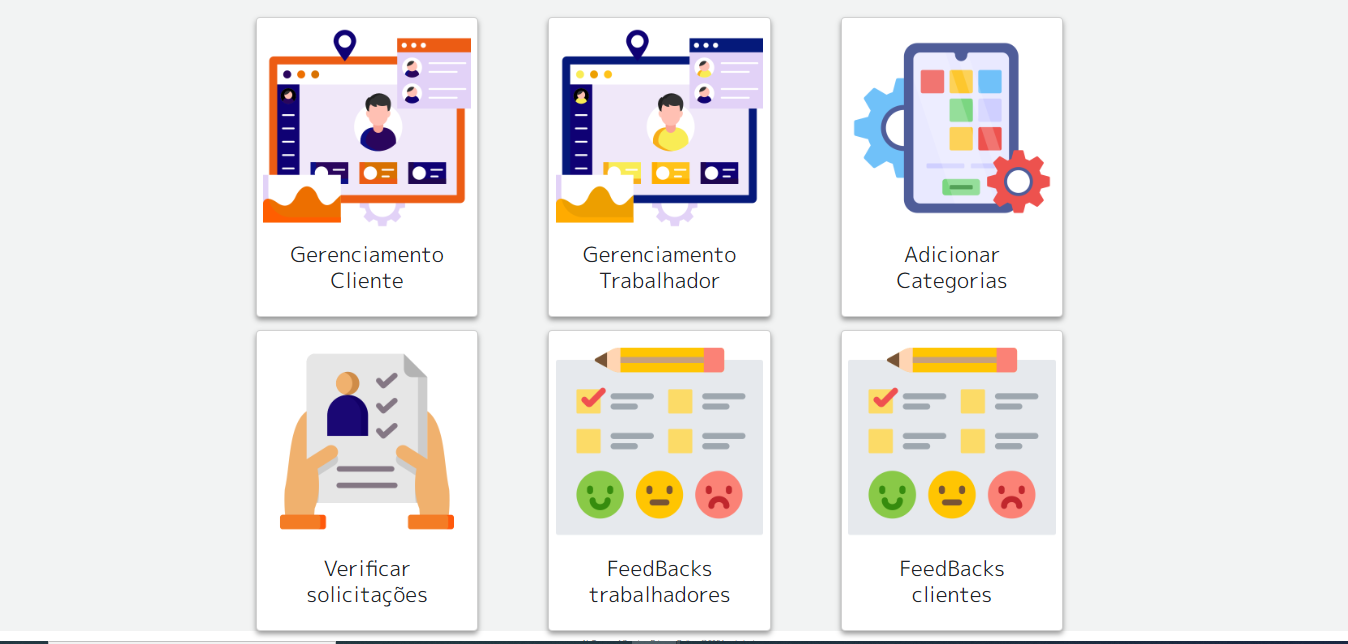 Gerenciamento
Cliente
Gerenciamento
Trabalhador
Adicionar
Categorias
Verificar
solicitações
FeedBacks
trabalhadores
FeedBacks
clientes